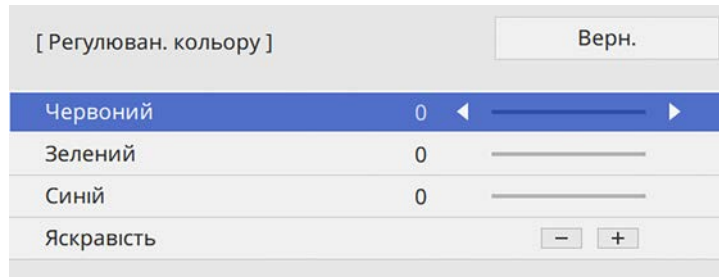 [ Регулюван. кольору ]
Верн.
Червоний 0
Зелений 0
Синій 0
Яскравість − +